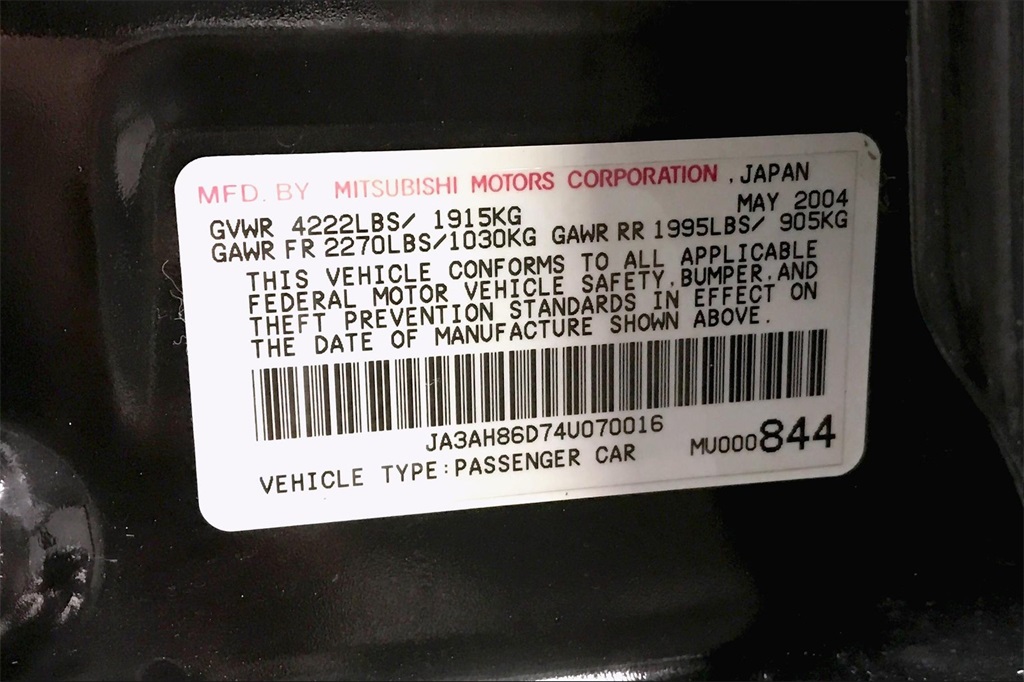 MFD. BY MITSUBISHI MOTORS CORPORATION , JAPAN
MAY 2004
GVWR 4222LBS/ 1915KG
GAWR FR 2270LBS/1030KG GAWR RR 1995LBS/ 905KG
THIS VEHICLE CONFORMS TO ALL APPLICABLE
FEDERAL MOTOR VEHICLE SAFETY, BUMPER, AND
THEFT PREVENTION STANDARDS IN EFFECT ON
THE DATE OF MANUFACTURE SHOWN ABOVE.
JA3AH86D74U070016
VEHICLE TYPE:PASSENGER CAR MU000844